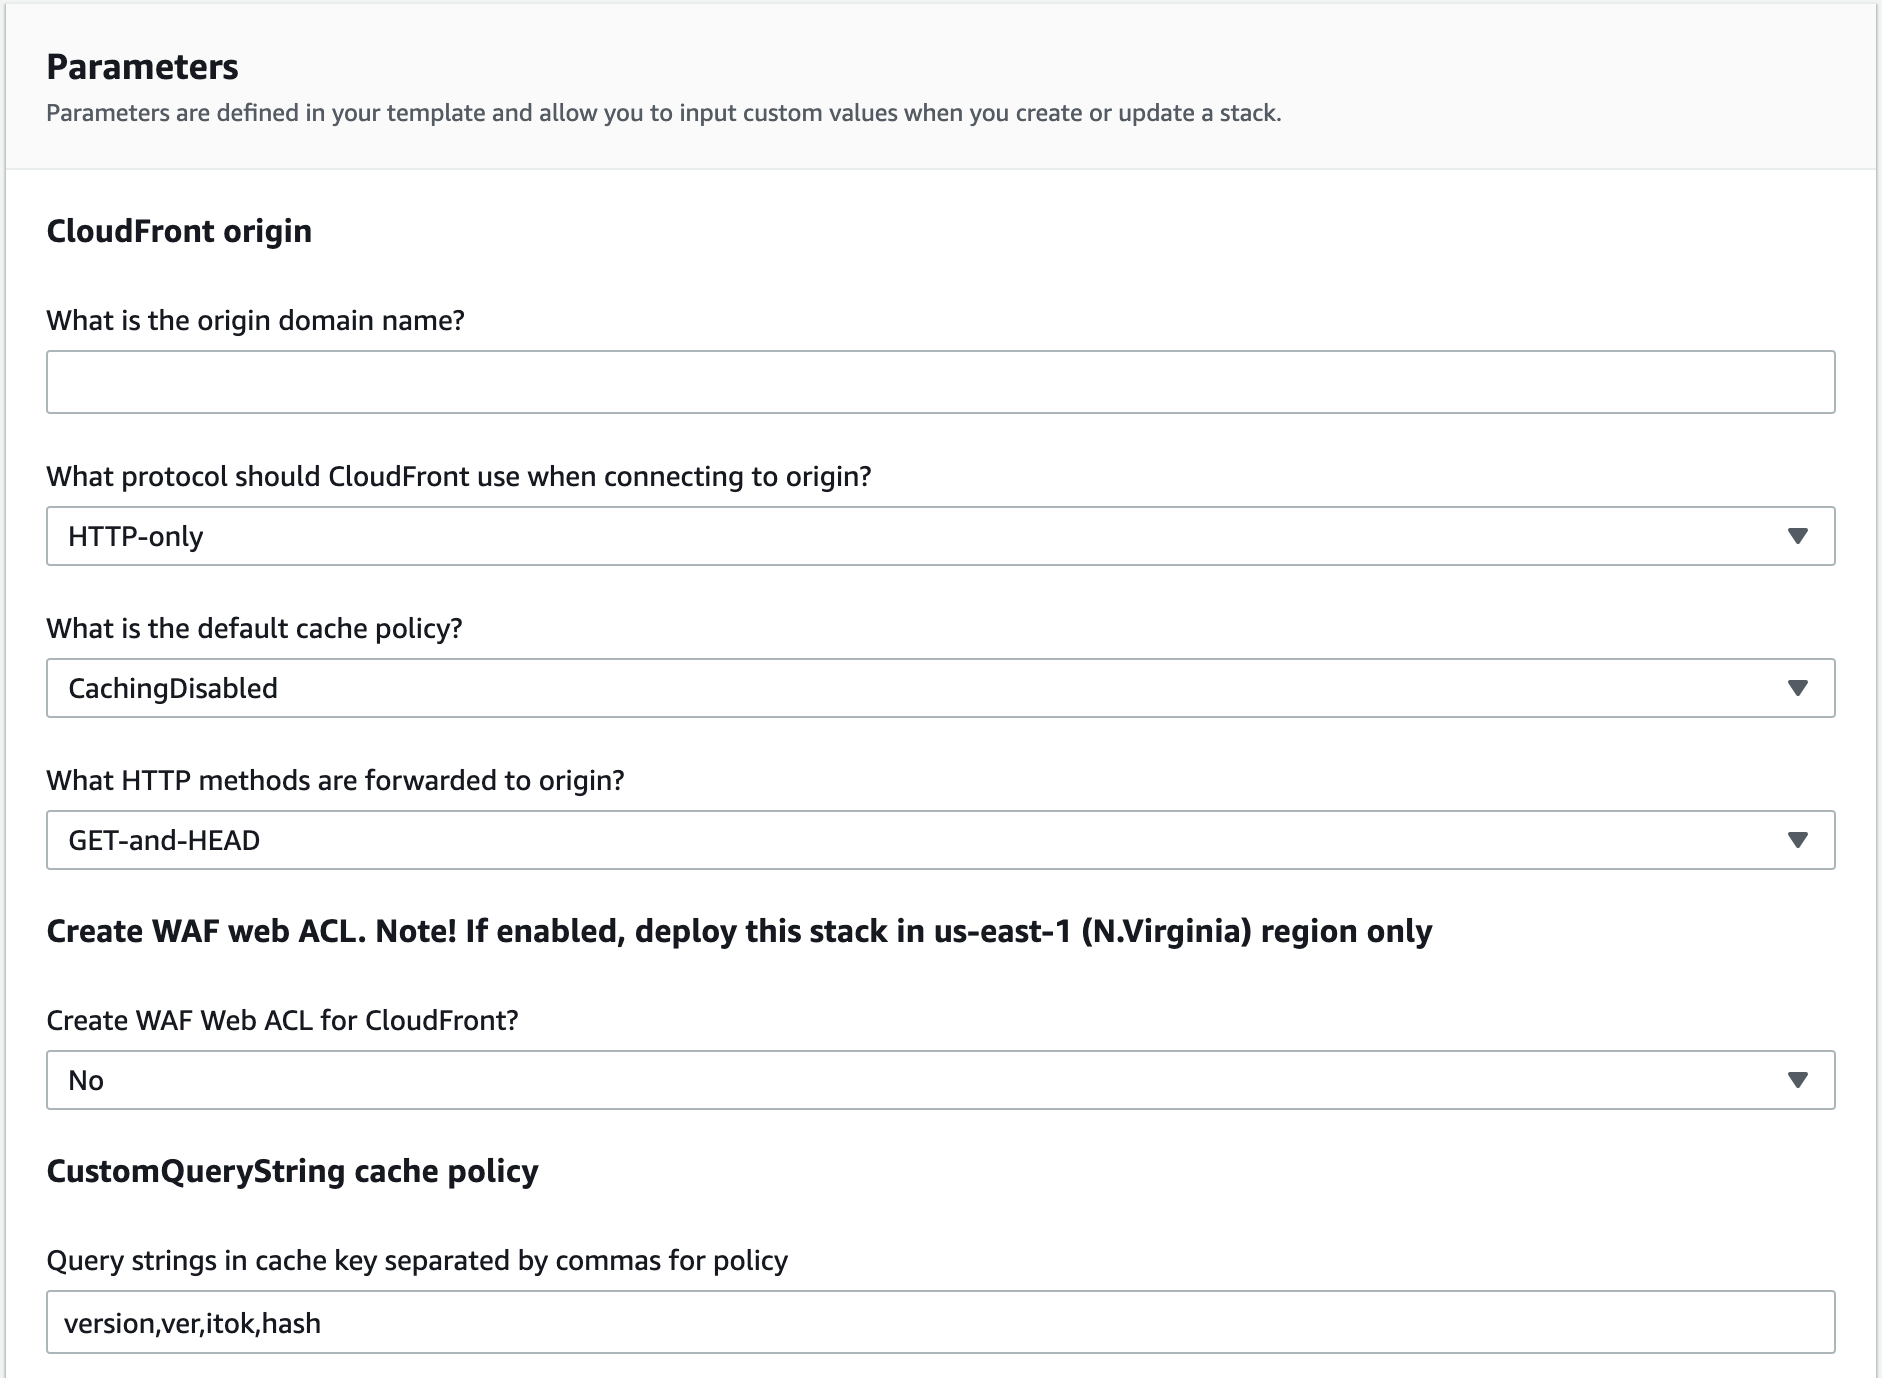 Parameters
Parameters are defined in your template and allow you to input custom values when you create or update a stack.
CloudFront origin
What is the origin domain name?
What protocol should CloudFront use when connecting to origin?
HTTP-only
What is the default cache policy?
CachingDisabled
What HTTP methods are forwarded to origin?
GET-and-HEAD
Create WAF web ACL. Note! If enabled, deploy this stack in us-east-1 (N.Virginia) region only
Create WAF Web ACL for CloudFront?
No
CustomQueryString cache policy
Query strings in cache key separated by commas for policy
version,ver,itok,hash